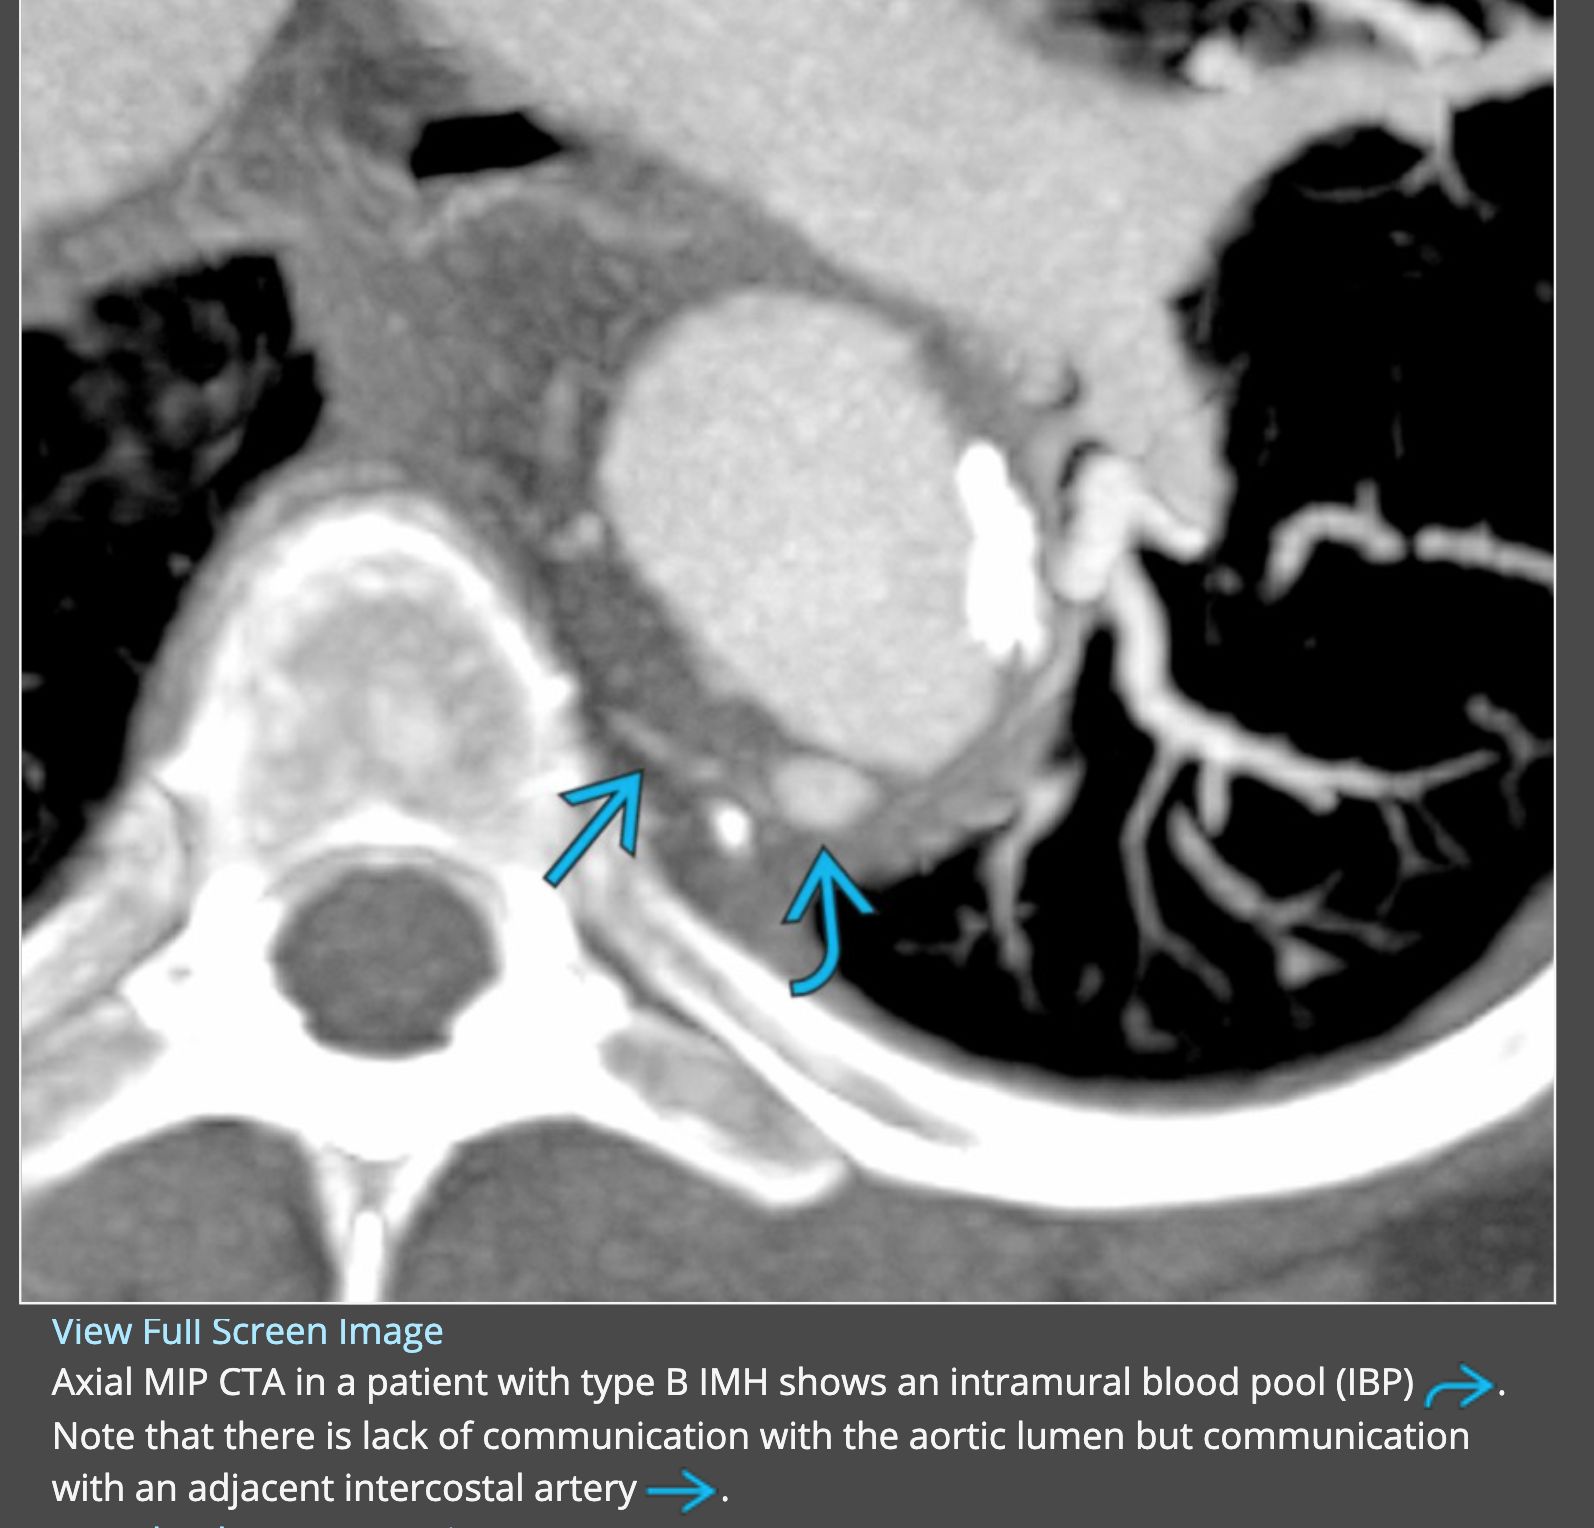 View Full Screen Image
Axial MIP CTA in a patient with type B IMH shows an intramural blood pool (IBP) .
Note that there is lack of communication with the aortic lumen but communication
with an adjacent intercostal artery .